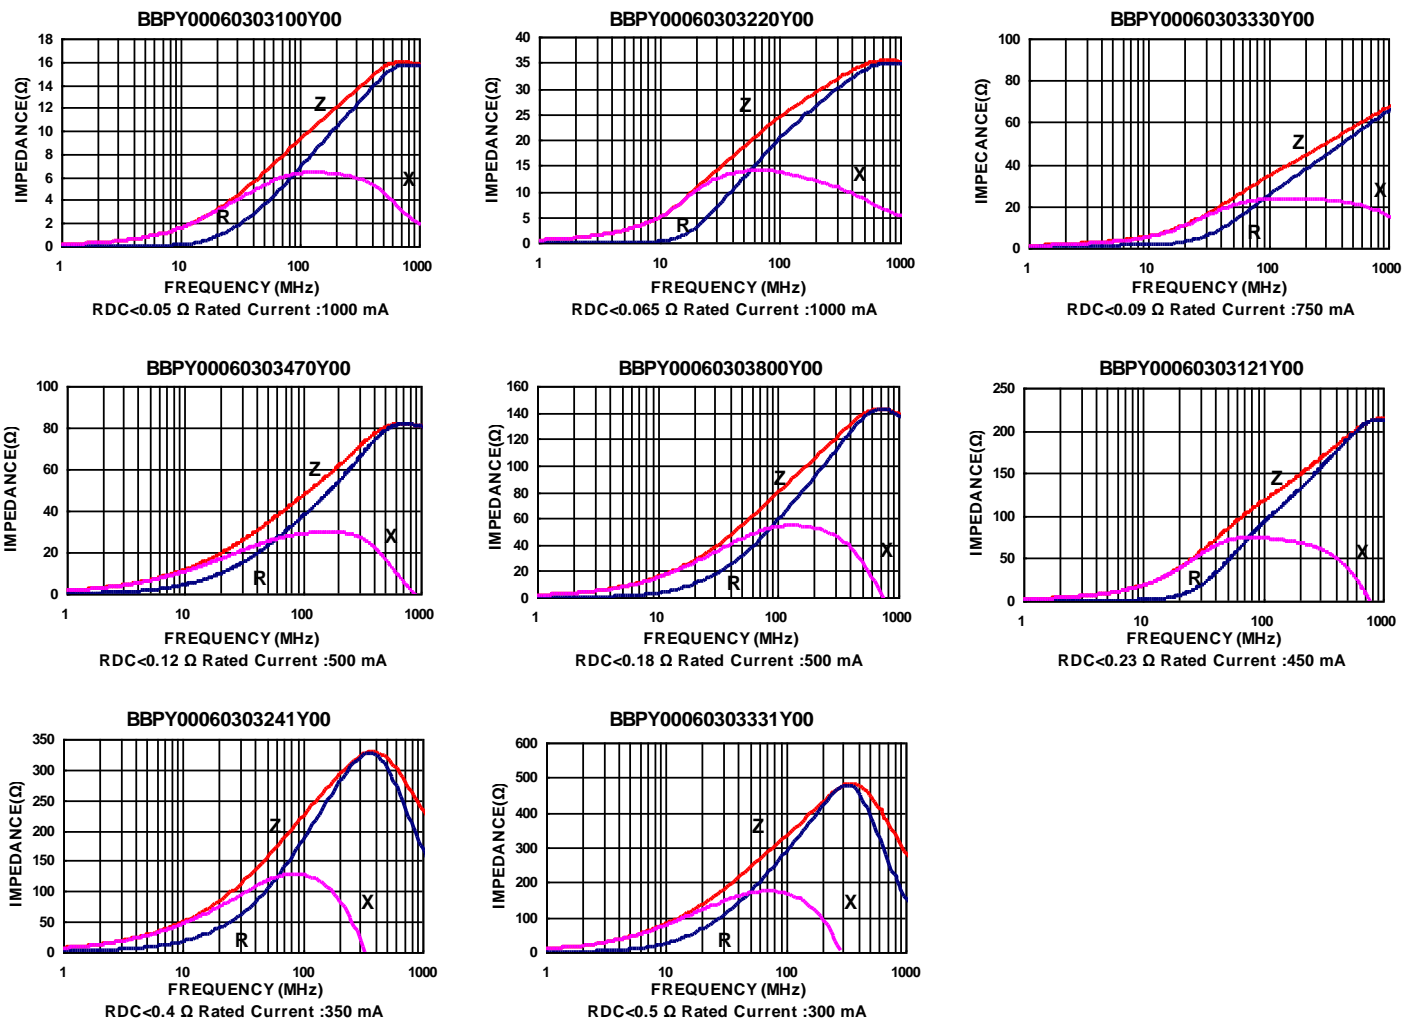 BBPY00060303100Y00
IMPEDANCE(Ω)
18
16
14
12
10
8
6
4
2
0
Z
X
R
1 10 100 1000
FREQUENCY (MHz)
RDC<0.05 Ω Rated Current :1000 mA
BBPY00060303220Y00
IMPEDANCE(Ω)
40
35
30
25
20
15
10
5
0
Z
X
R
1 10 100 1000
FREQUENCY (MHz)
RDC<0.065 Ω Rated Current :1000 mA
BBPY00060303330Y00
IMPECANCE(Ω)
100
80
60
40
20
0
Z
X
R
1 10 100 1000
FREQUENCY (MHz)
RDC<0.09 Ω Rated Current :750 mA
BBPY00060303470Y00
IMPEDANCE(Ω)
100
80
60
40
20
0
Z
X
R
1 10 100 1000
FREQUENCY (MHz)
RDC<0.12 Ω Rated Current :500 mA
BBPY00060303800Y00
IMPEDANCE(Ω)
160
140
120
100
80
60
40
20
0
Z
X
R
1 10 100 1000
FREQUENCY (MHz)
RDC<0.18 Ω Rated Current :500 mA
BBPY00060303121Y00
IMPEDANCE(Ω)
250
200
150
100
50
0
Z
X
R
1 10 100 1000
FREQUENCY (MHz)
RDC<0.23 Ω Rated Current :450 mA
BBPY00060303241Y00
IMPEDANCE(Ω)
350
300
250
200
150
100
50
0
Z
X
R
1 10 100 1000
FREQUENCY (MHz)
RDC<0.4 Ω Rated Current :350 mA
BBPY00060303331Y00
IMPEDANCE(Ω)
600
500
400
300
200
100
0
Z
X
R
1 10 100 1000
FREQUENCY (MHz)
RDC<0.5 Ω Rated Current :300 mA